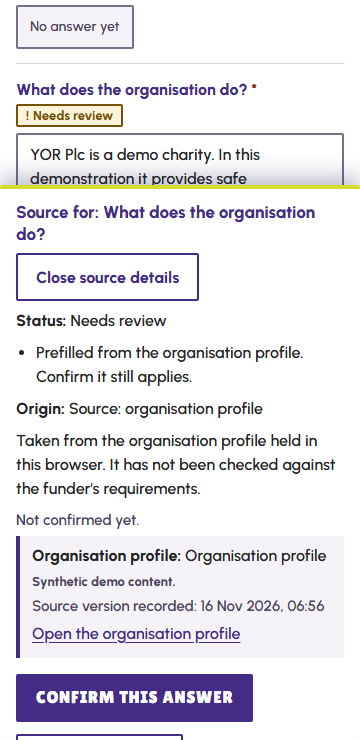 No answer yet
What does the organisation do? *
! Needs review
YOR Plc is a demo charity. In this
demonstration it provides safe
Source for: What does the organisation
do?
Close source details
Status: Needs review
• Prefilled from the organisation profile.
Confirm it still applies.
Origin: Source: organisation profile
Taken from the organisation profile held in
this browser. It has not been checked against
the funder's requirements.
Not confirmed yet.
Organisation profile: Organisation profile
Synthetic demo content.
Source version recorded: 16 Nov 2026, 06:56
Open the organisation profile
CONFIRM THIS ANSWER